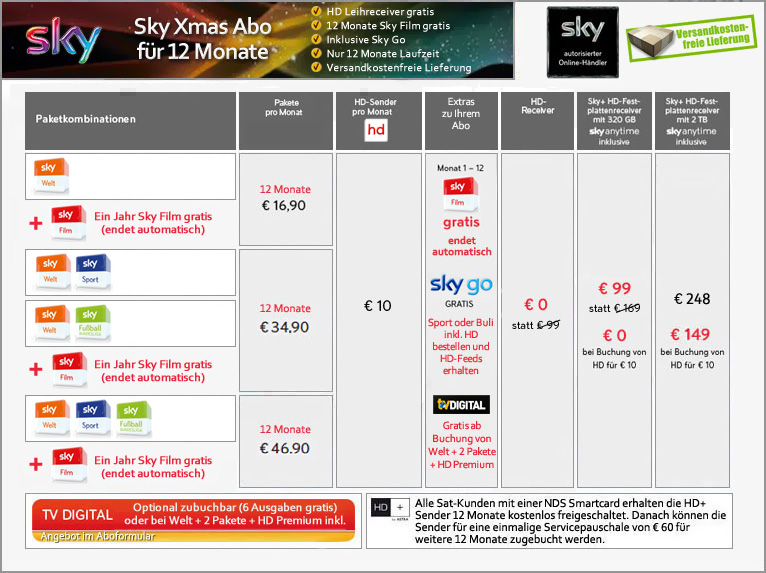 sky
Sky Xmas Abo
für 12 Monate
HD Leihreceiver gratis
12 Monate Sky Film gratis
Inklusive Sky Go
Nur 12 Monate Laufzeit
Versandkostenfreie Lieferung
sky
autorisierter
Online-Händler
Versandkosten-
freie Lieferung
Paketkombinationen
Pakete
pro Monat
HD-Sender
pro Monat
hd
Extras
zu Ihrem
Abo
HD-
Receiver
Sky+ HD-Fest-
plattenreceiver
mit 320 GB
skyanytime
inklusive
Sky+ HD-Fest-
plattenreceiver
mit 2 TB
skyanytime
inklusive
sky
Welt
+ sky
Film
Ein Jahr Sky Film gratis
(endet automatisch)
12 Monate
€ 16,90
sky sky
Welt Sport
sky sky
Welt Fußball
BUNDESLIGA
+ sky
Film
Ein Jahr Sky Film gratis
(endet automatisch)
12 Monate
€ 34,90
sky sky sky
Welt Sport Fußball
BUNDESLIGA
+ sky
Film
Ein Jahr Sky Film gratis
(endet automatisch)
12 Monate
€ 46.90
€ 10
Monat 1 – 12
sky
Film
gratis
endet
automatisch
sky go
GRATIS
Sport oder Buli
inkl. HD
bestellen und
HD-Feeds
erhalten
tvDIGITAL
Gratis ab
Buchung von
Welt + 2 Pakete
+ HD Premium
€ 0
statt € 99
€ 99
statt € 169
€ 0
bei Buchung von
HD für € 10
€ 248
€ 149
bei Buchung von
HD für € 10
TV DIGITAL
Optional zubuchbar (6 Ausgaben gratis)
oder bei Welt + 2 Pakete + HD Premium inkl.
Angebot im Aboformular
HD +
by ASTRA
Alle Sat-Kunden mit einer NDS Smartcard erhalten die HD+
Sender 12 Monate kostenlos freigeschaltet. Danach können die
Sender für eine einmalige Servicepauschale von € 60 für
weitere 12 Monate zugebucht werden.